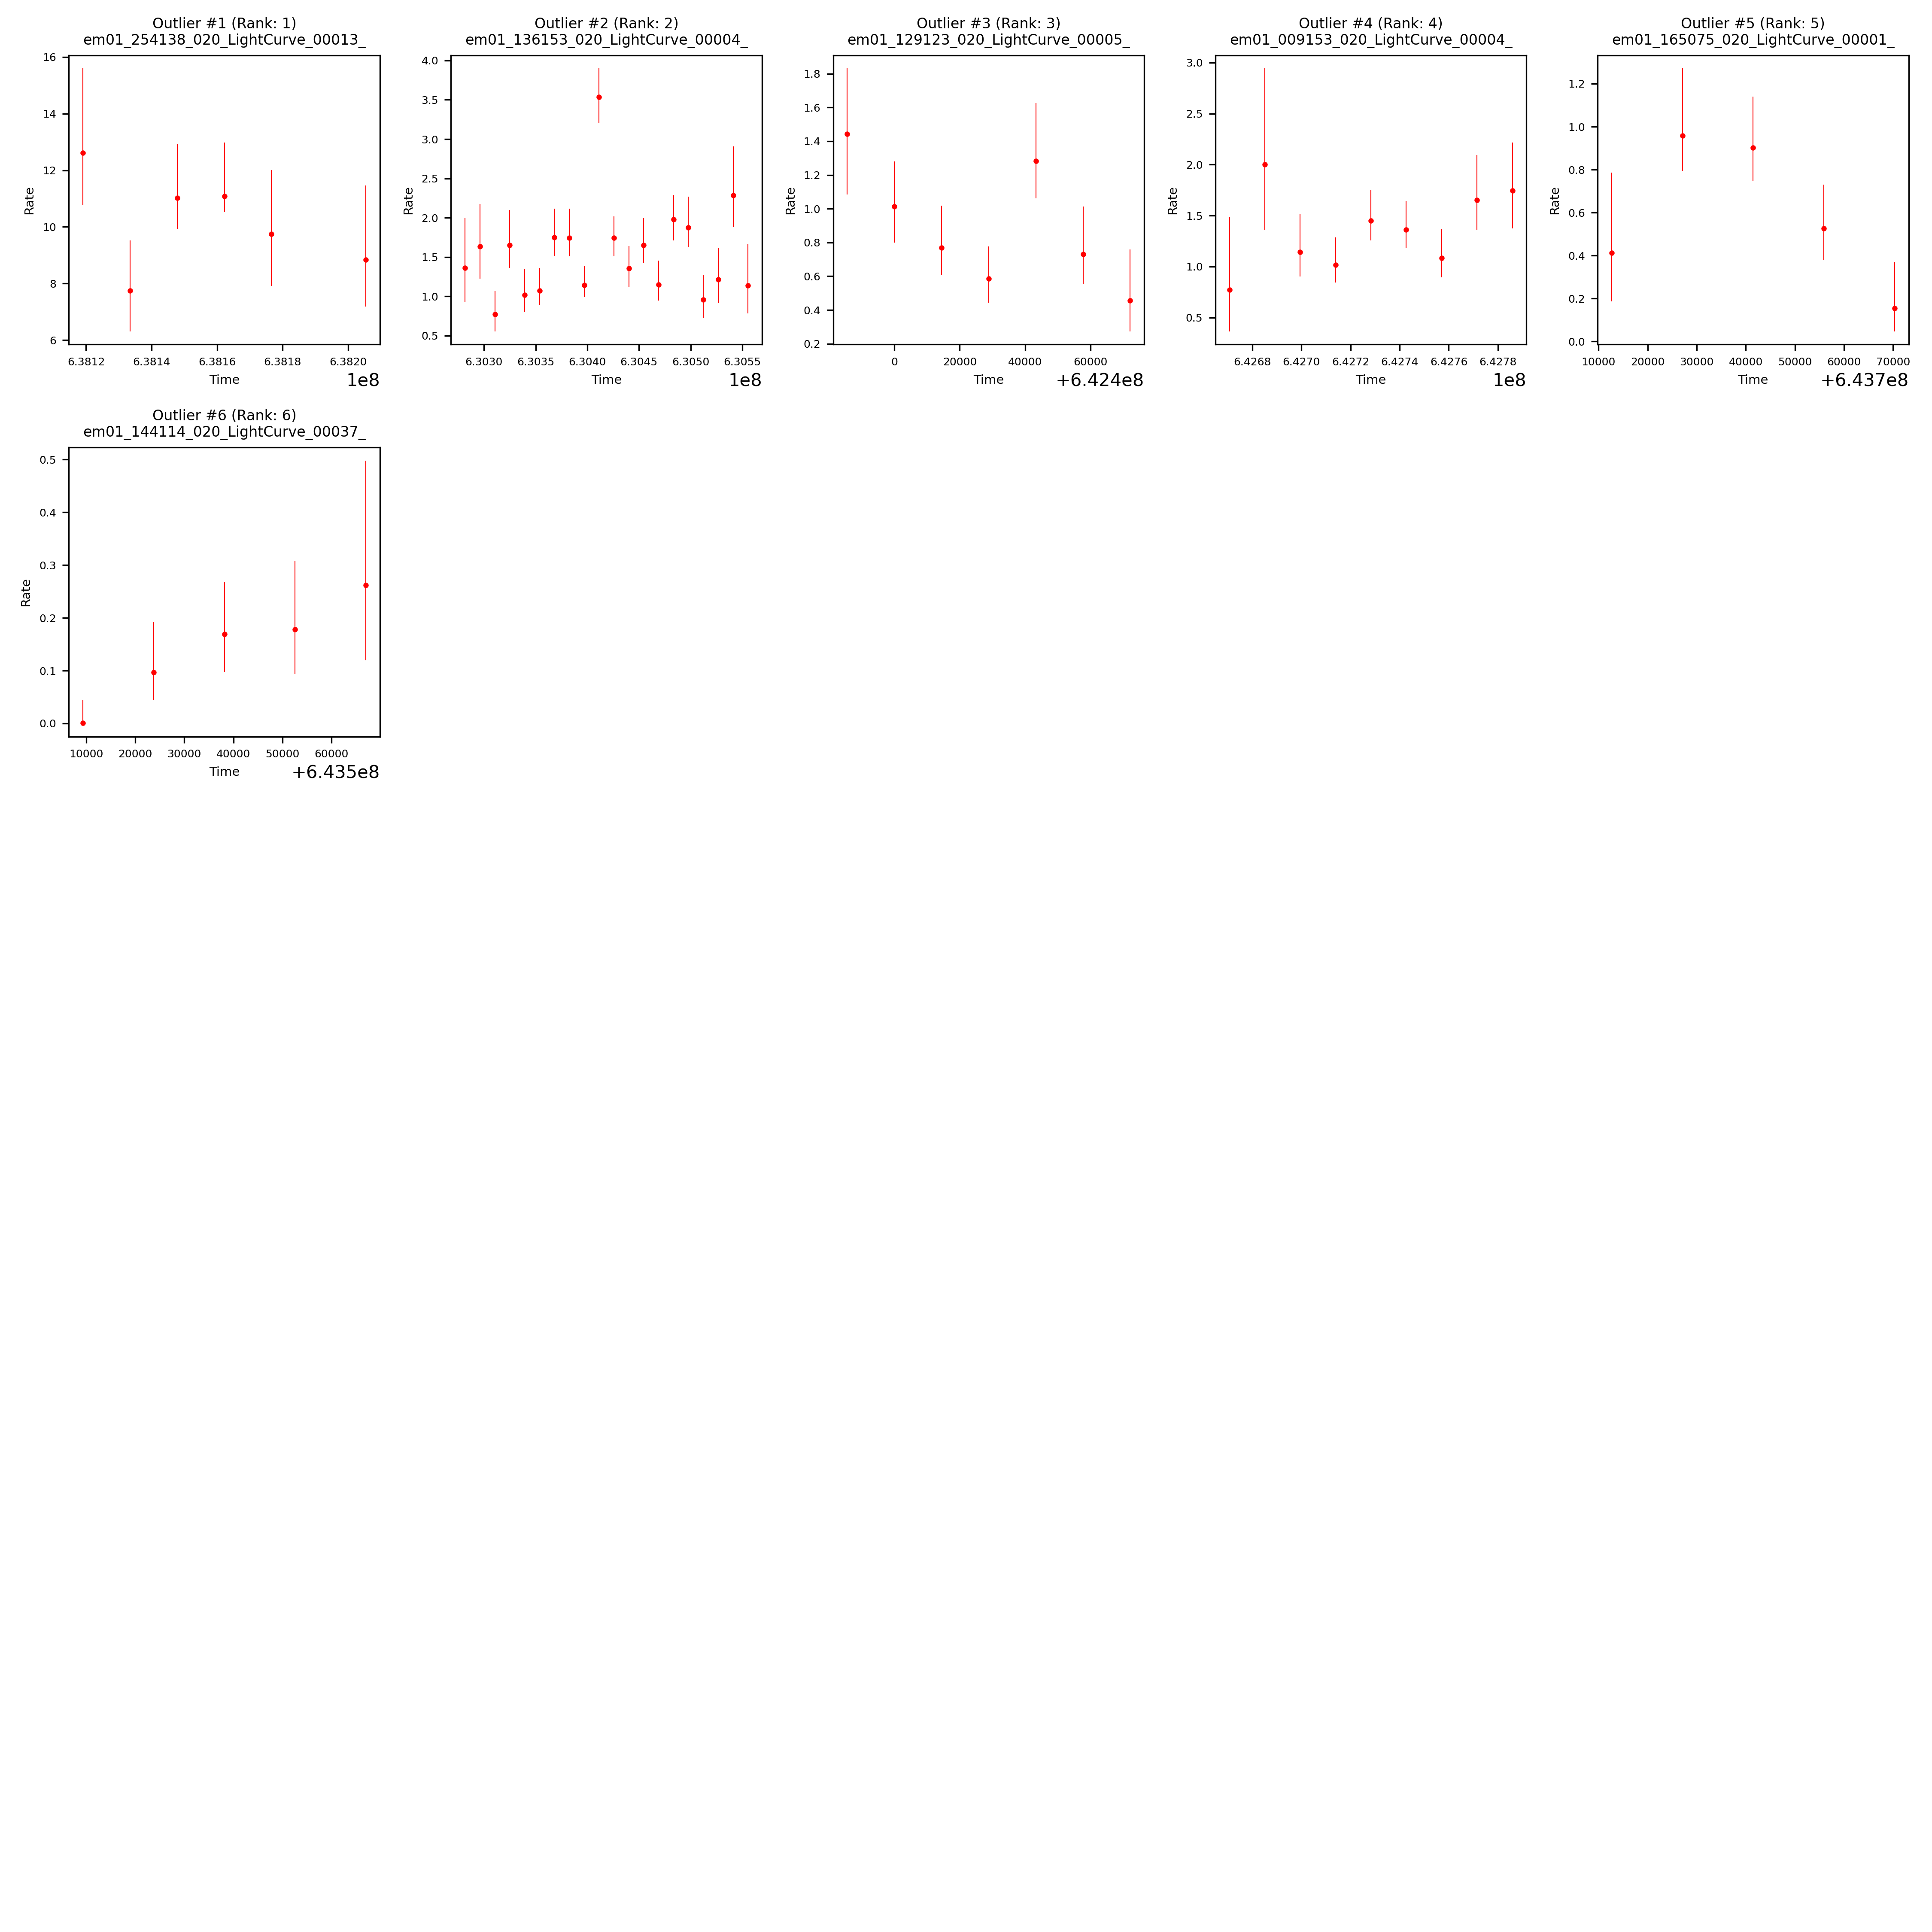 Outlier #1 (Rank: 1)
em01_254138_020_LightCurve_00013_
16
14
12
10
8
6
Rate
6.3812 6.3814 6.3816 6.3818 6.3820
Time
1e8
Outlier #2 (Rank: 2)
em01_136153_020_LightCurve_00004_
4.0
3.5
3.0
2.5
2.0
1.5
1.0
0.5
Rate
6.3030 6.3035 6.3040 6.3045 6.3050 6.3055
Time
1e8
Outlier #3 (Rank: 3)
em01_129123_020_LightCurve_00005_
1.8
1.6
1.4
1.2
1.0
0.8
0.6
0.4
0.2
Rate
0 20000 40000 60000
Time
+6.424e8
Outlier #4 (Rank: 4)
em01_009153_020_LightCurve_00004_
3.0
2.5
2.0
1.5
1.0
0.5
Rate
6.4268 6.4270 6.4272 6.4274 6.4276 6.4278
Time
1e8
Outlier #5 (Rank: 5)
em01_165075_020_LightCurve_00001_
1.2
1.0
0.8
0.6
0.4
0.2
0.0
Rate
10000 20000 30000 40000 50000 60000 70000
Time
+6.437e8
Outlier #6 (Rank: 6)
em01_144114_020_LightCurve_00037_
0.5
0.4
0.3
0.2
0.1
0.0
Rate
10000 20000 30000 40000 50000 60000
Time
+6.435e8